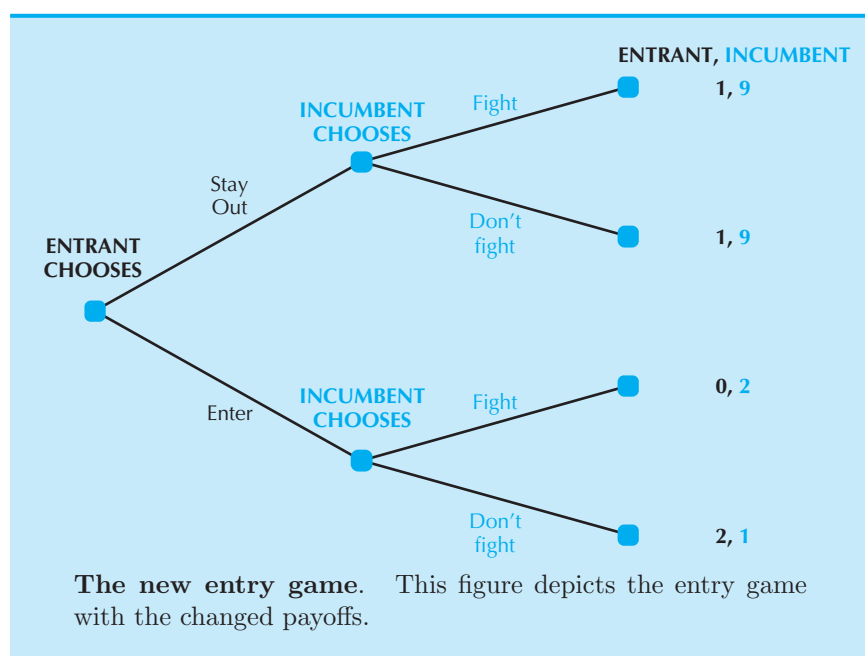 ENTRANT, INCUMBENT
Fight
1, 9
INCUMBENT
CHOOSES
Stay
Out
Don't
fight
1, 9
ENTRANT
CHOOSES
INCUMBENT
CHOOSES
Fight
0, 2
Enter
Don't
fight
2, 1
The new entry game. This figure depicts the entry game
with the changed payoffs.